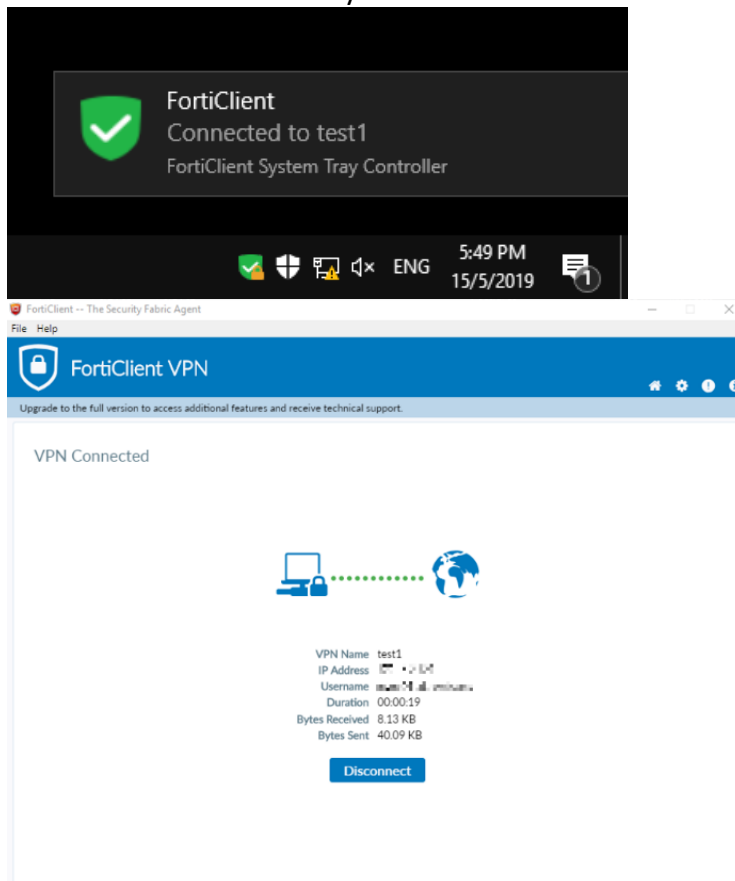 FortiClient
Connected to test1
FortiClient System Tray Controller
ENG
5:49 PM
15/5/2019
1
FortiClient -- The Security Fabric Agent
File Help
FortiClient VPN
Upgrade to the full version to access additional features and receive technical support.
VPN Connected
VPN Name test1
IP Address
Username
Duration 00:00:19
Bytes Received 8.13 KB
Bytes Sent 40.09 KB
Disconnect